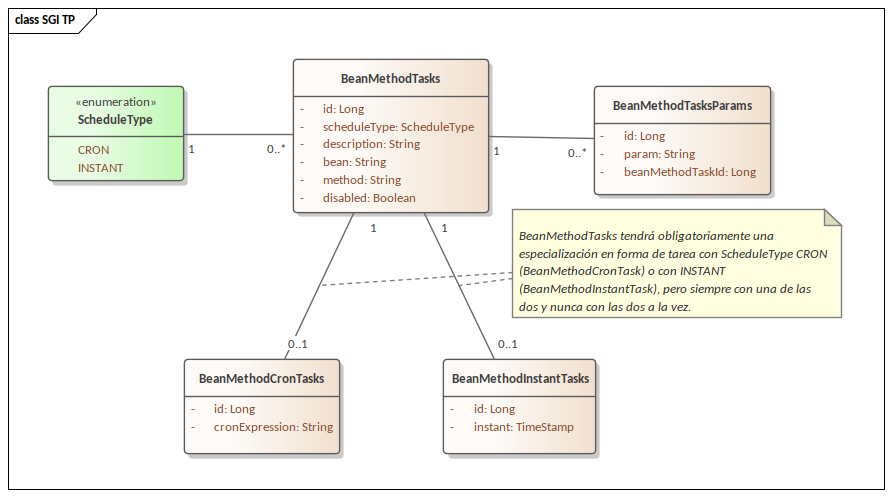 class SGI TP
«enumeration»
ScheduleType
CRON
INSTANT
1
0..*
BeanMethodTasks
- id: Long
- scheduleType: ScheduleType
- description: String
- bean: String
- method: String
- disabled: Boolean
1
0..*
BeanMethodTasksParams
- id: Long
- param: String
- beanMethodTaskId: Long
1
1
BeanMethodTasks tendrá obligatoriamente una
especialización en forma de tarea con ScheduleType CRON
(BeanMethodCronTask) o con INSTANT
(BeanMethodInstantTask), pero siempre con una de las
dos y nunca con las dos a la vez.
0..1
0..1
BeanMethodCronTasks
- id: Long
- cronExpression: String
BeanMethodInstantTasks
- id: Long
- instant: TimeStamp